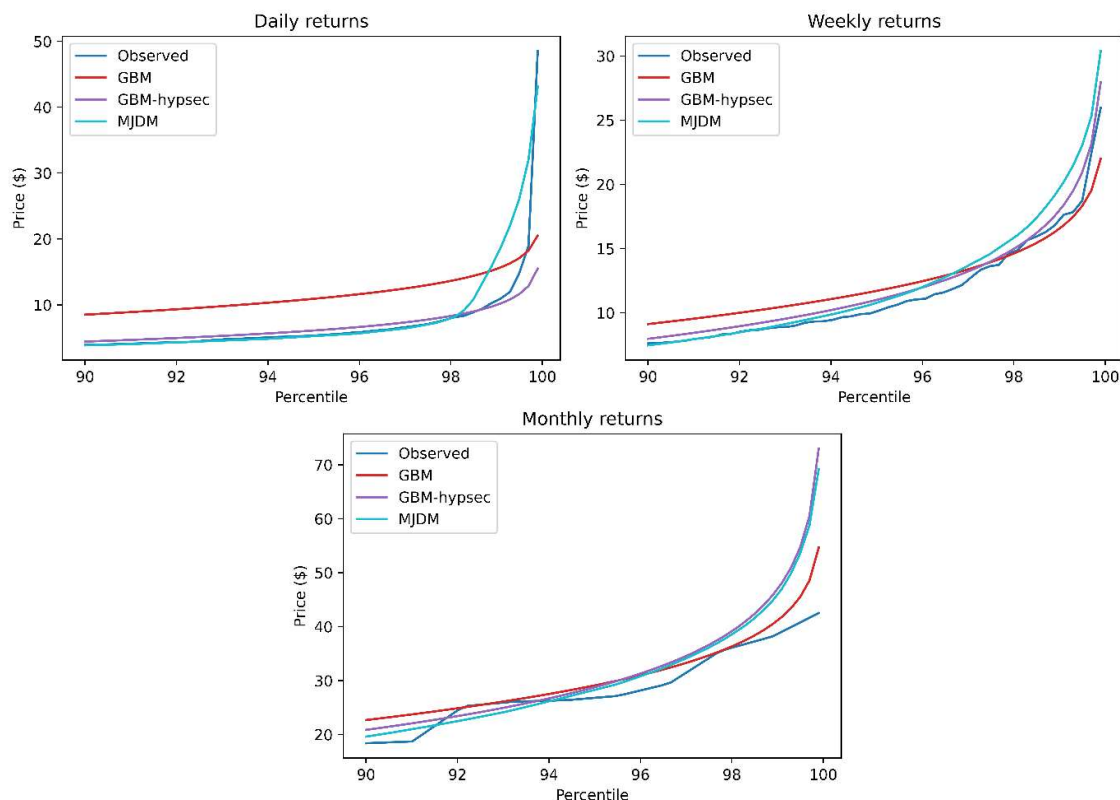 Daily returns
50
40
30
20
10
Price ($)
Observed
GBM
GBM-hypsec
MJDM
90 92 94 96 98 100
Percentile
Weekly returns
30
25
20
15
10
Price ($)
Observed
GBM
GBM-hypsec
MJDM
90 92 94 96 98 100
Percentile
Monthly returns
70
60
50
40
30
20
Price ($)
Observed
GBM
GBM-hypsec
MJDM
90 92 94 96 98 100
Percentile